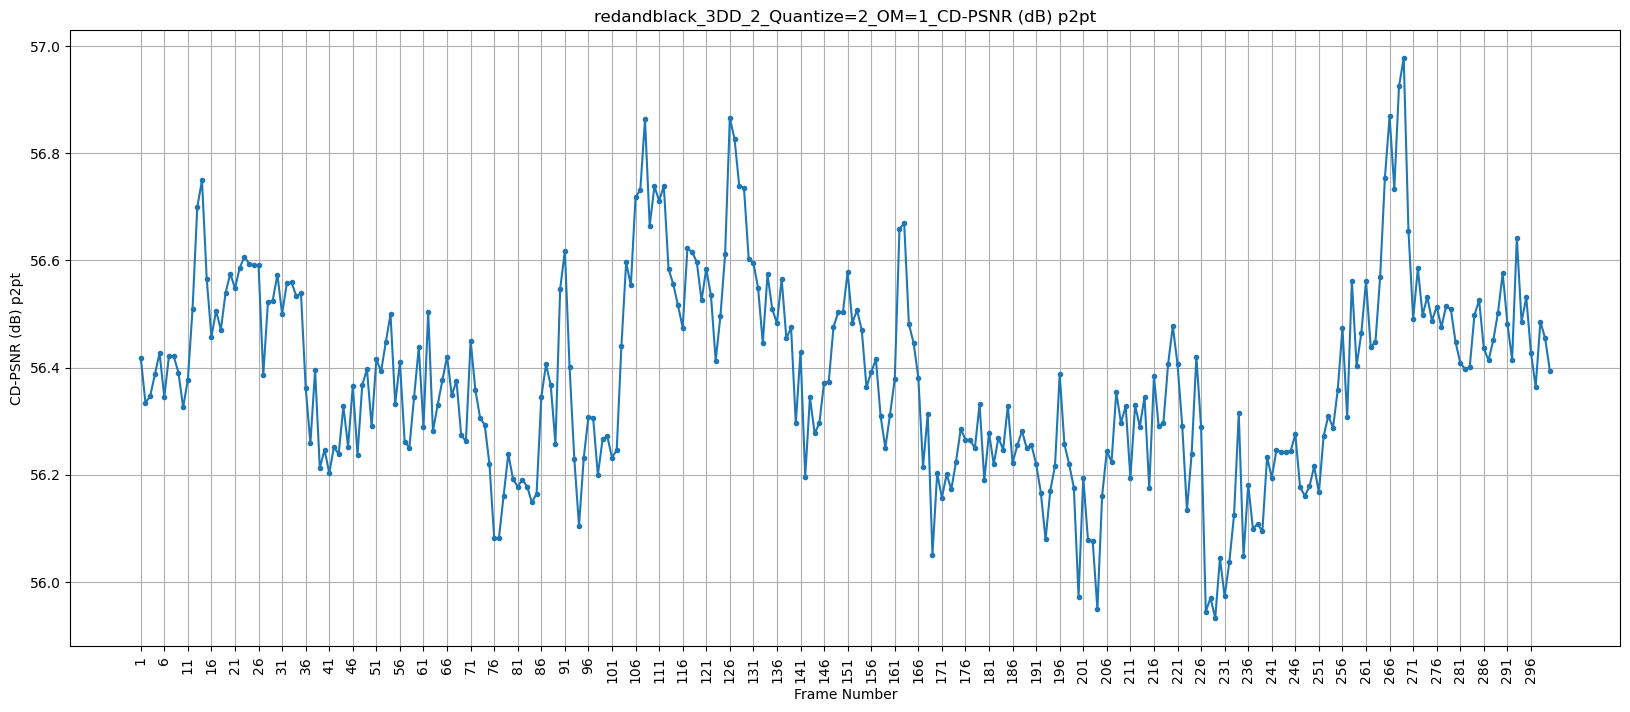 redandblack_3DD_2_Quantize=2_OM=1_CD-PSNR (dB) p2pt
CD-PSNR (dB) p2pt
57.0
56.8
56.6
56.4
56.2
56.0
1 6 11 16 21 26 31 36 41 46 51 56 61 66 71 76 81 86 91 96 101 106 111 116 121 126 131 136 141 146 151 156 161 166 171 176 181 186 191 196 201 206 211 216 221 226 231 236 241 246 251 256 261 266 271 276 281 286 291 296
Frame Number